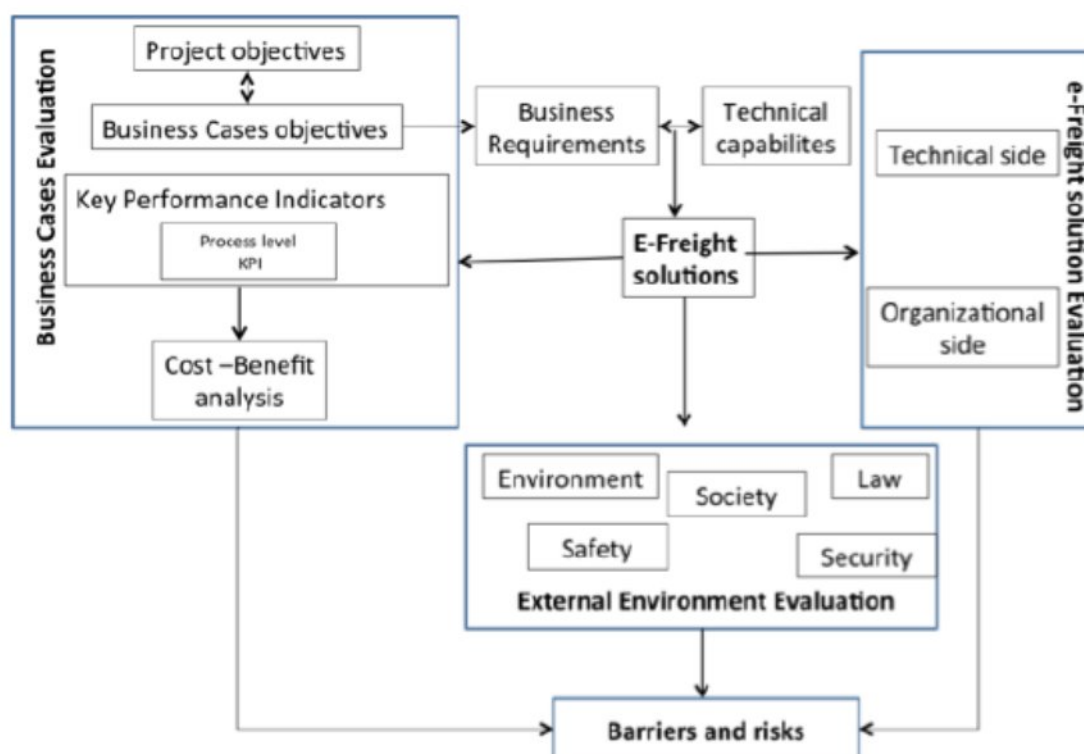 Business Cases Evaluation
Project objectives
Business Cases objectives
Key Performance Indicators
Process level
KPI
Cost –Benefit
analysis
Business
Requirements
Technical
capabilites
E-Freight
solutions
e-Freight solution Evaluation
Technical side
Organizational
side
Environment
Society
Law
Safety
Security
External Environment Evaluation
Barriers and risks